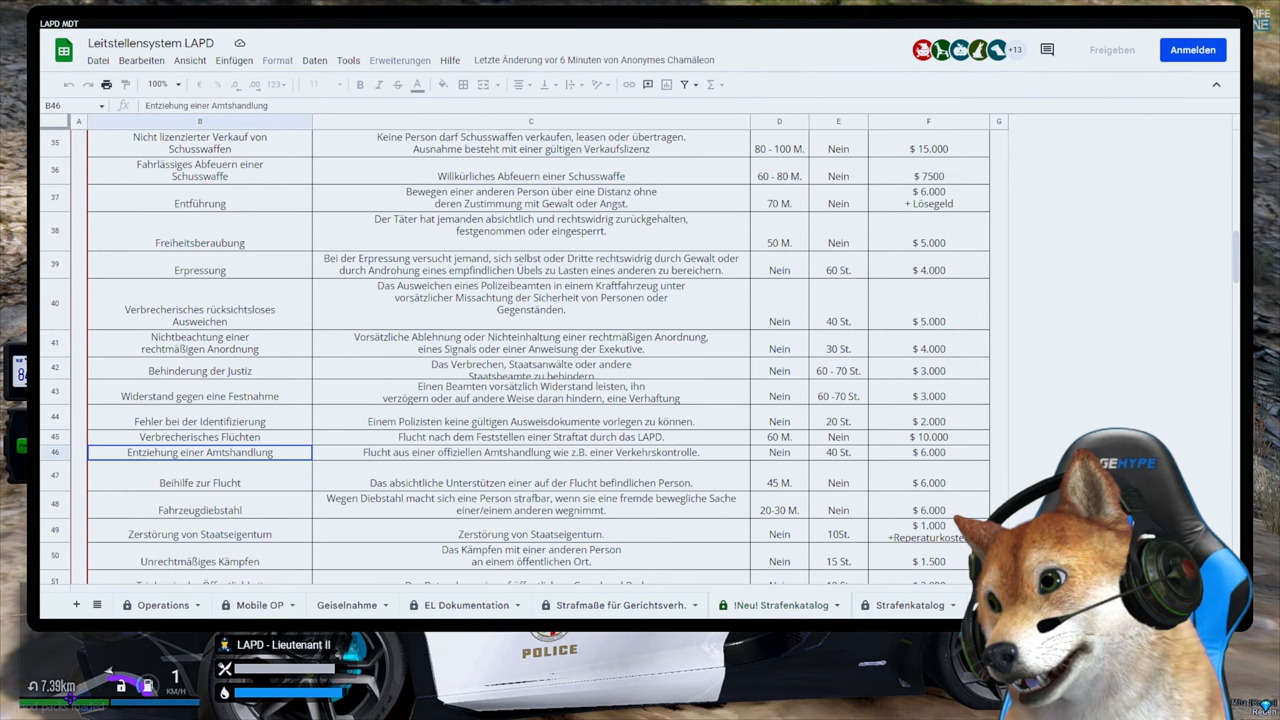 LAPD MDT
Leitstellensystem LAPD
+13
Freigeben
Anmelden
Datei Bearbeiten Ansicht Einfügen Format Daten Tools Erweiterungen Hilfe Letzte Änderung vor 6 Minuten von Anonymes Chamäleon
100% € % .0 .00 123 11 B I S A
B46 fx Entziehung einer Amtshandlung
A B C D E F G
35 Nicht lizenzierter Verkauf von
Schusswaffen
Keine Person darf Schusswaffen verkaufen, leasen oder übertragen.
Ausnahme besteht mit einer gültigen Verkaufslizenz
80 - 100 M. Nein $ 15.000
36 Fahrlässiges Abfeuern einer
Schusswaffe
Willkürliches Abfeuern einer Schusswaffe 60 - 80 M. Nein $ 7500
37 Entführung
Bewegen einer anderen Person über eine Distanz ohne
deren Zustimmung mit Gewalt oder Angst.
70 M. Nein $ 6.000
+ Lösegeld
38 Freiheitsberaubung
Der Täter hat jemanden absichtlich und rechtswidrig zurückgehalten,
festgenommen oder eingesperrt.
50 M. Nein $ 5.000
39 Erpressung
Bei der Erpressung versucht jemand, sich selbst oder Dritte rechtswidrig durch Gewalt oder
durch Androhung eines empfindlichen Übels zu Lasten eines anderen zu bereichern.
Nein 60 St. $ 4.000
40 Verbrecherisches rücksichtsloses
Ausweichen
Das Ausweichen eines Polizeibeamten in einem Kraftfahrzeug unter
vorsätzlicher Missachtung der Sicherheit von Personen oder
Gegenständen.
Nein 40 St. $ 5.000
41 Nichtbeachtung einer
rechtmäßigen Anordnung
Vorsätzliche Ablehnung oder Nichteinhaltung einer rechtmäßigen Anordnung,
eines Signals oder einer Anweisung der Exekutive.
Nein 30 St. $ 4.000
42 Behinderung der Justiz
Das Verbrechen, Staatsanwälte oder andere
Staatsbeamte zu behindern
Nein 60 - 70 St. $ 3.000
43 Widerstand gegen eine Festnahme
Einen Beamten vorsätzlich Widerstand leisten, ihn
verzögern oder auf andere Weise daran hindern, eine Verhaftung
Nein 60 -70 St. $ 3.000
44 Fehler bei der Identifizierung Einem Polizisten keine gültigen Ausweisdokumente vorlegen zu können. Nein 20 St. $ 2.000
45 Verbrecherisches Flüchten Flucht nach dem Feststellen einer Straftat durch das LAPD. 60 M. Nein $ 10.000
46 Entziehung einer Amtshandlung Flucht aus einer offiziellen Amtshandlung wie z.B. einer Verkehrskontrolle. Nein 40 St. $ 6.000
47 Beihilfe zur Flucht Das absichtliche Unterstützen einer auf der Flucht befindlichen Person. 45 M. Nein $ 6.000
48 Fahrzeugdiebstahl
Wegen Diebstahl macht sich eine Person strafbar, wenn sie eine fremde bewegliche Sache
einer/einem anderen wegnimmt.
20-30 M. Nein $ 6.000
49 Zerstörung von Staatseigentum Zerstörung von Staatseigentum. Nein 10St. $ 1.000
+Reperaturkoste
50 Unrechtmäßiges Kämpfen
Das Kämpfen mit einer anderen Person
an einem öffentlichen Ort.
Nein 15 St. $ 1.500
51
Operations Mobile OP Geiselnahme EL Dokumentation Strafmaße für Gerichtsverh. !Neu! Strafenkatalog Strafenkatalog
GEHYPE
LAPD - Lieutenant II
POLICE
7.39km
1
KM/H